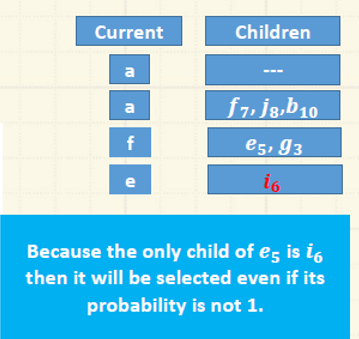 Current Children
a ---
a f₇, j₈,b₁₀
f e₅, g₃
e i₆
Because the only child of e₅ is i₆
then it will be selected even if its
probability is not 1.